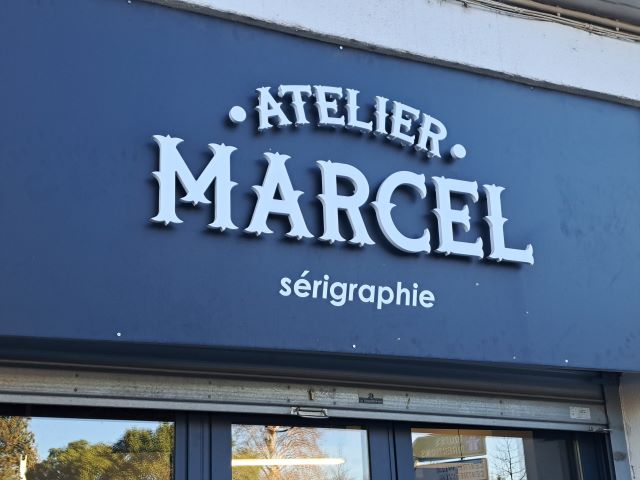 • ATELIER •
MARCEL
sérigraphie